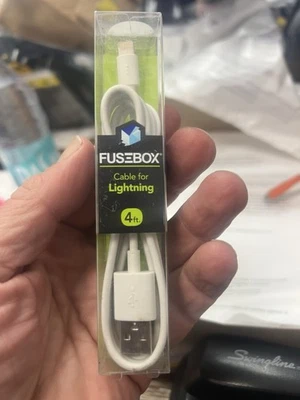 FUSEBOX
Cable for
Lightning
4ft.
Swingline